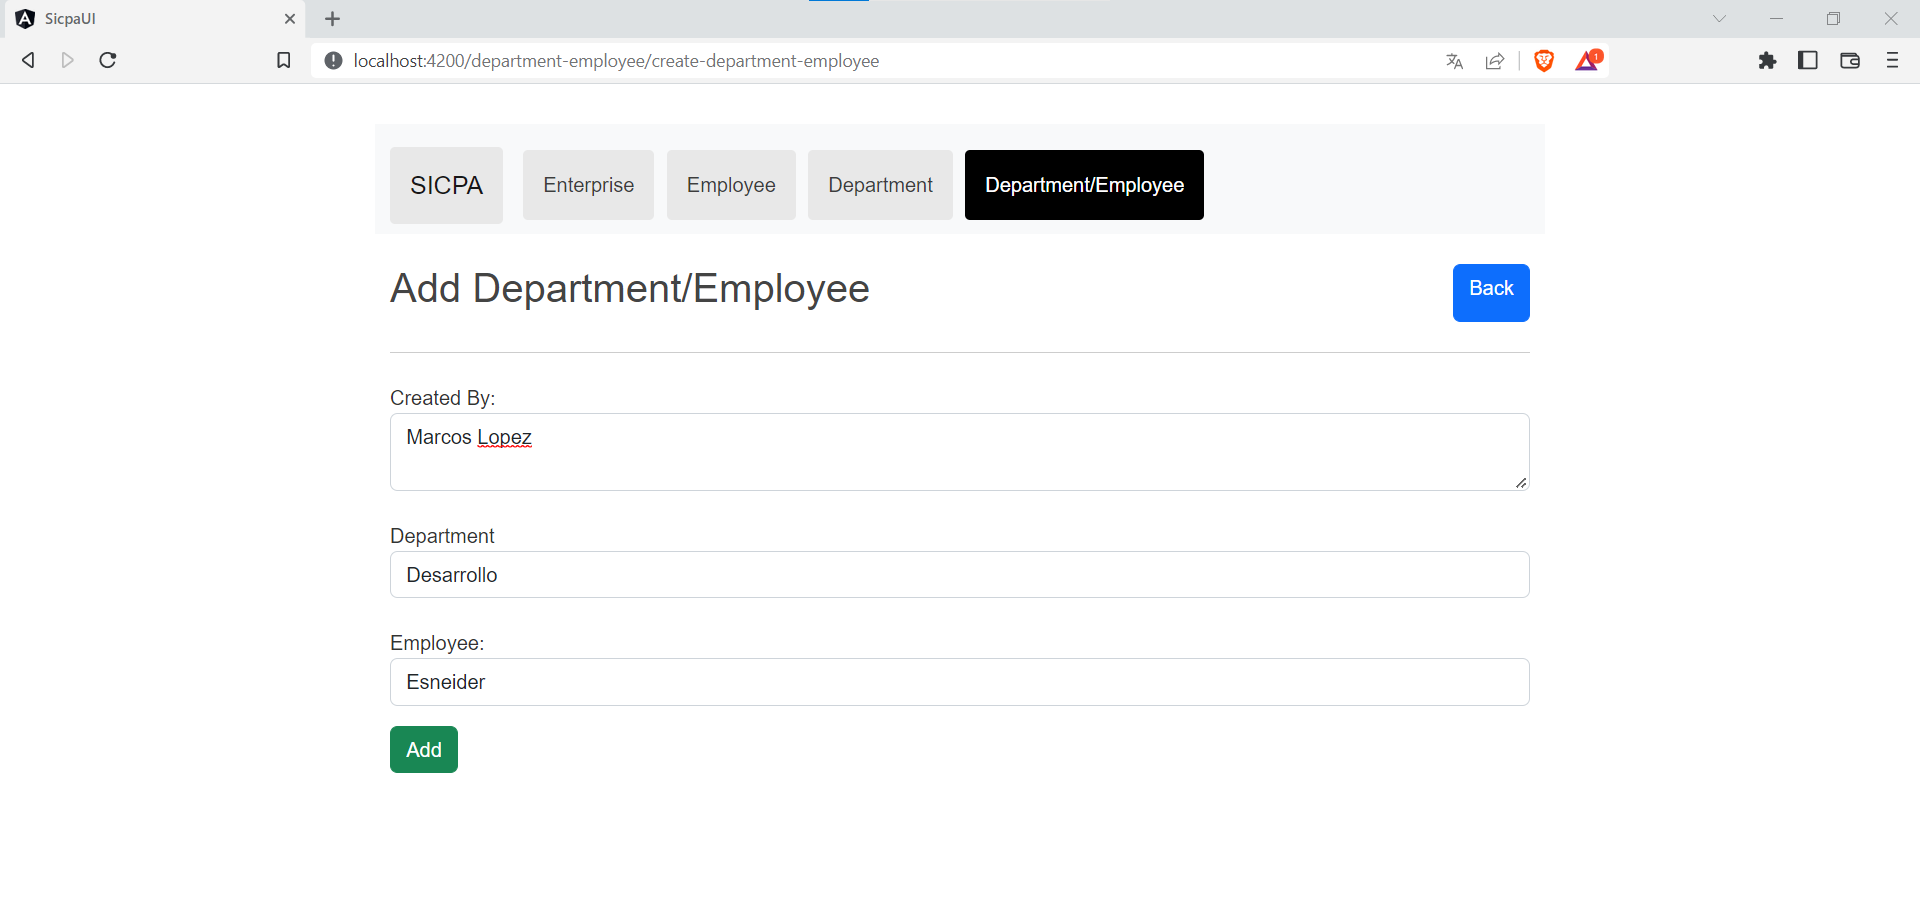 SicpaUI
localhost:4200/department-employee/create-department-employee
1
SICPA Enterprise Employee Department Department/Employee
Add Department/Employee
Back
Created By:
Marcos Lopez
Department
Desarrollo
Employee:
Esneider
Add